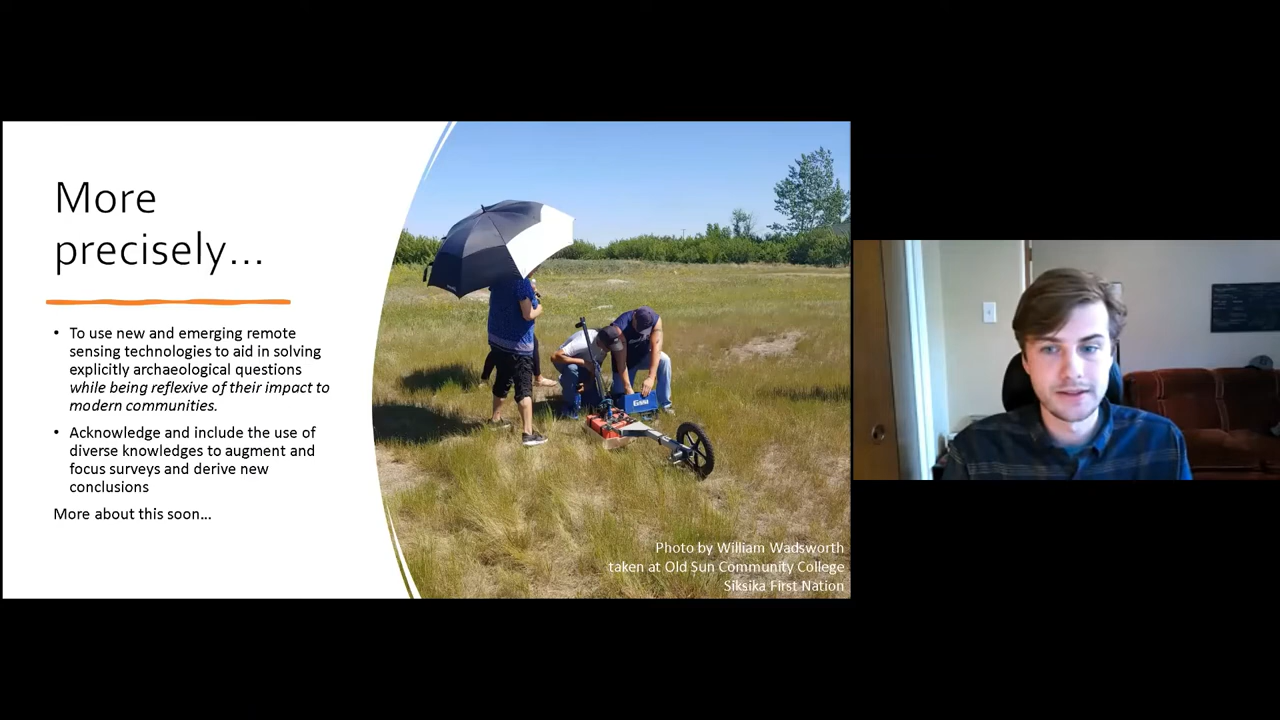 More
precisely...
• To use new and emerging remote
sensing technologies to aid in solving
explicitly archaeological questions
while being reflexive of their impact to
modern communities.
• Acknowledge and include the use of
diverse knowledges to augment and
focus surveys and derive new
conclusions
More about this soon...
Photo by William Wadsworth
taken at Old Sun Community College
Siksika First Nation